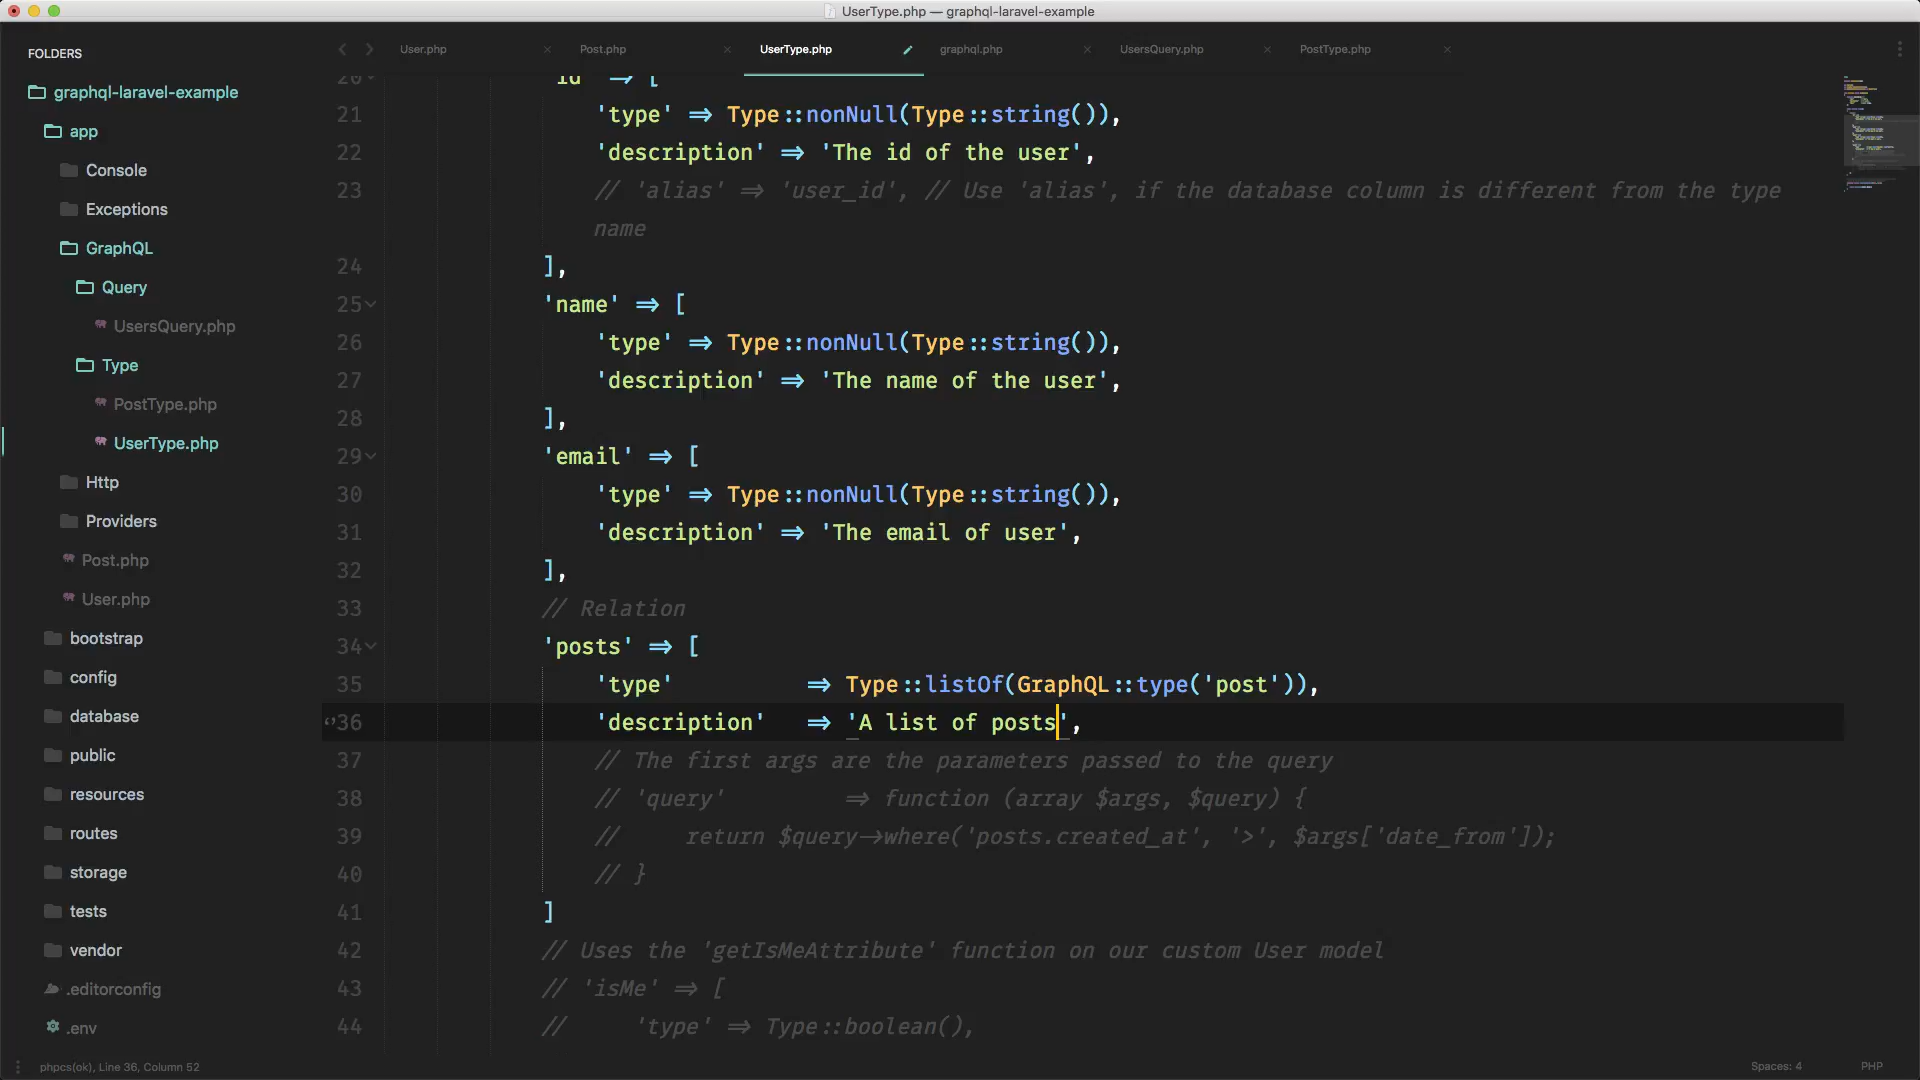 UserType.php — graphql-laravel-example
FOLDERS
graphql-laravel-example
app
Console
Exceptions
GraphQL
Query
UsersQuery.php
Type
PostType.php
UserType.php
Http
Providers
Post.php
User.php
bootstrap
config
database
public
resources
routes
storage
tests
vendor
.editorconfig
.env
User.php
Post.php
UserType.php
graphql.php
UsersQuery.php
PostType.php
20 'id' => [
21 'type' => Type::nonNull(Type::string()),
22 'description' => 'The id of the user',
23 // 'alias' => 'user_id', // Use 'alias', if the database column is different from the type
name
24 ],
25 'name' => [
26 'type' => Type::nonNull(Type::string()),
27 'description' => 'The name of the user',
28 ],
29 'email' => [
30 'type' => Type::nonNull(Type::string()),
31 'description' => 'The email of user',
32 ],
33 // Relation
34 'posts' => [
35 'type' => Type::listOf(GraphQL::type('post')),
36 'description' => 'A list of posts',
37 // The first args are the parameters passed to the query
38 // 'query' => function (array $args, $query) {
39 // return $query->where('posts.created_at', '>', $args['date_from']);
40 // }
41 ]
42 // Uses the 'getIsMeAttribute' function on our custom User model
43 // 'isMe' => [
44 // 'type' => Type::boolean(),
phpcs(ok), Line 36, Column 52
Spaces: 4
PHP